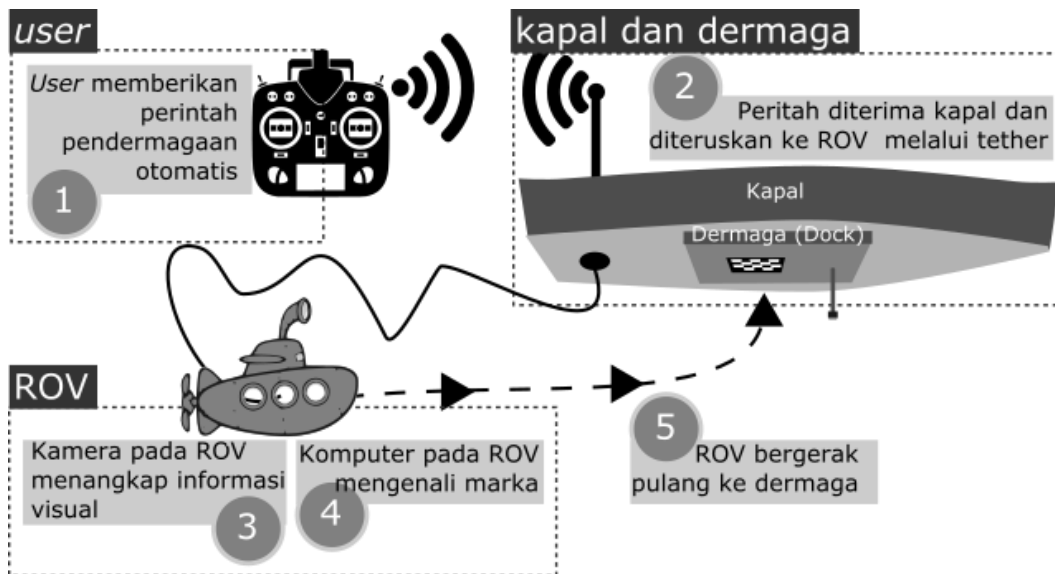 user
User memberikan
perintah
pendermagaan
otomatis
1
kapal dan dermaga
2
Peritah diterima kapal dan
diteruskan ke ROV melalui tether
Kapal
Dermaga (Dock)
ROV
Kamera pada ROV
menangkap informasi
visual
3
Komputer pada ROV
mengenali marka
4
5
ROV bergerak
pulang ke dermaga